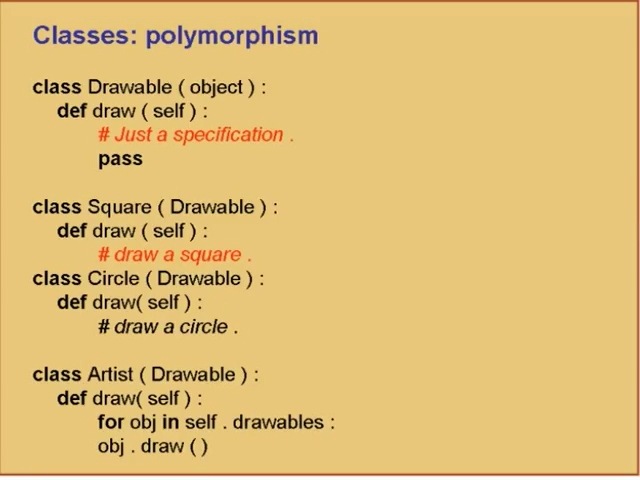 Classes: polymorphism
class Drawable ( object ) :
def draw ( self ) :
# Just a specification .
pass
class Square ( Drawable ) :
def draw ( self ) :
# draw a square .
class Circle ( Drawable ) :
def draw( self ) :
# draw a circle .
class Artist ( Drawable ) :
def draw( self ) :
for obj in self . drawables :
obj . draw ( )